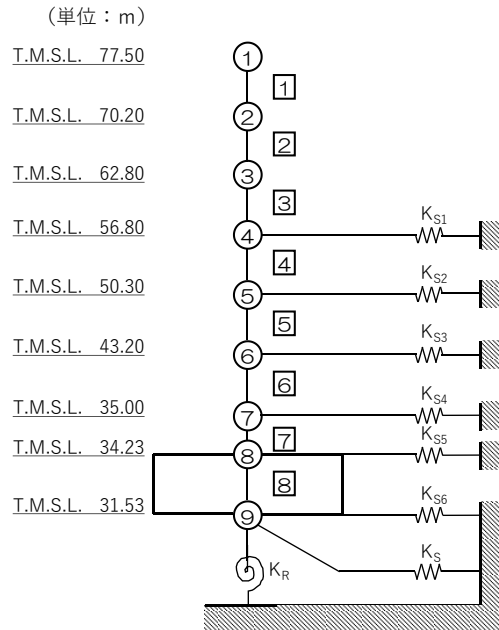 (単位：m)
T.M.S.L. 77.50
1
1
T.M.S.L. 70.20
2
2
T.M.S.L. 62.80
3
3
T.M.S.L. 56.80
4
KS1
4
T.M.S.L. 50.30
5
KS2
5
T.M.S.L. 43.20
6
KS3
6
T.M.S.L. 35.00
7
KS4
7
T.M.S.L. 34.23
8
KS5
8
T.M.S.L. 31.53
9
KS6
KS
KR